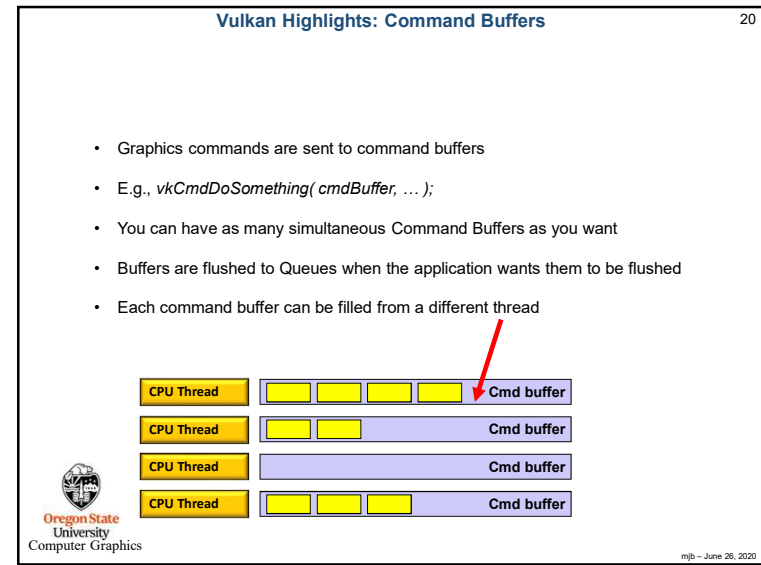 Vulkan Highlights: Command Buffers
20
• Graphics commands are sent to command buffers
• E.g., vkCmdDoSomething( cmdBuffer, … );
• You can have as many simultaneous Command Buffers as you want
• Buffers are flushed to Queues when the application wants them to be flushed
• Each command buffer can be filled from a different thread
CPU Thread Cmd buffer
CPU Thread Cmd buffer
CPU Thread Cmd buffer
CPU Thread Cmd buffer
Oregon State
University
Computer Graphics
mjb – June 26, 2020